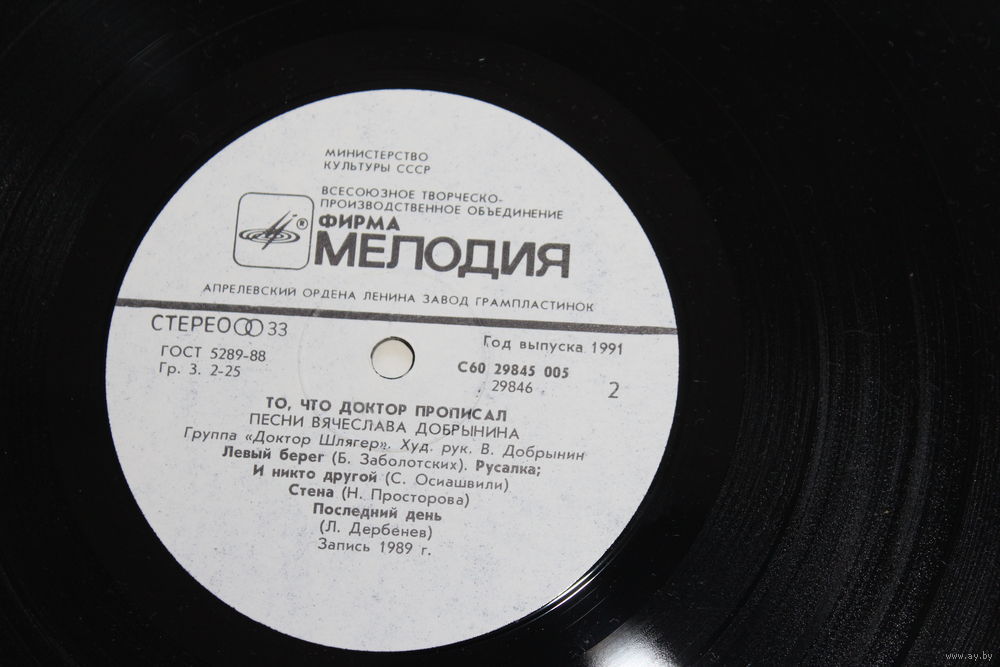 МИНИСТЕРСТВО
КУЛЬТУРЫ СССР
ВСЕСОЮЗНОЕ ТВОРЧЕСКО-
ПРОИЗВОДСТВЕННОЕ ОБЪЕДИНЕНИЕ
®
ФИРМА
МЕЛОДИЯ
АПРЕЛЕВСКИЙ ОРДЕНА ЛЕНИНА ЗАВОД ГРАМПЛАСТИНОК
СТЕРЕО 33
ГОСТ 5289-88
Гр. 3. 2-25
Год выпуска 1991
С60 29845 005
29846
2
ТО, ЧТО ДОКТОР ПРОПИСАЛ
ПЕСНИ ВЯЧЕСЛАВА ДОБРЫНИНА
Группа «Доктор Шлягер». Худ. рук. В. Добрынин
Левый берег (Б. Заболотских). Русалка;
И никто другой (С. Осиашвили)
Стена (Н. Просторова)
Последний день
(Л. Дербенев)
Запись 1989 г.
www.ay.by